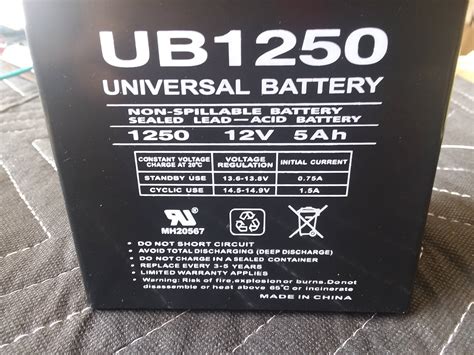 UB1250
UNIVERSAL BATTERY
NON-SPILLABLE BATTERY
SEALED LEAD—ACID BATTERY
1250 12V 5Ah
CONSTANT VOLTAGE CHARGE AT 20°C VOLTAGE REGULATION INITIAL CURRENT
STANDBY USE 13.6-13.8V 0.75A
CYCLIC USE 14.5-14.9V 1.5A
MH20567
Pb
• DO NOT SHORT CIRCUIT
• AVOID TOTAL DISCHARGING (DEEP DISCHARGE)
• DO NOT CHARGE IN A SEALED CONTAINER
• REPLACE EVERY 3-5 YEARS
• LIMITED WARRANTY APPLIES
• Warning: Risk of fire,explosion or burns.Do not
disassemble or heat above 65°C or incinerate
MADE IN CHINA